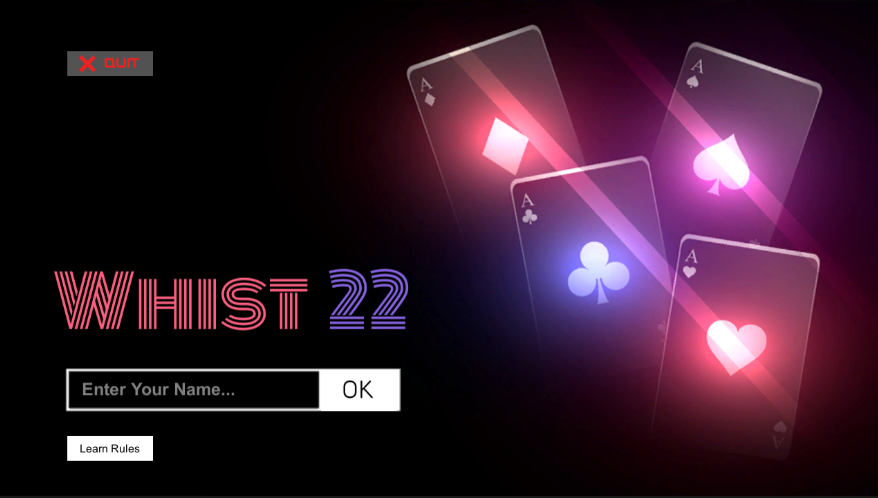 QUIT
A
A
A
A
WHIST 22
Enter Your Name...
OK
Learn Rules
A